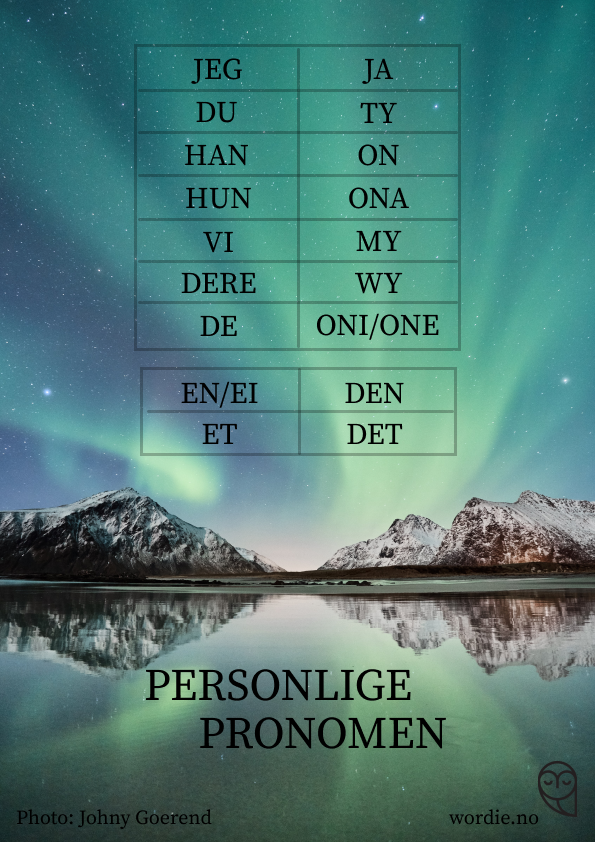 JEG JA
DU TY
HAN ON
HUN ONA
VI MY
DERE WY
DE ONI/ONE
EN/EI DEN
ET DET
PERSONLIGE
PRONOMEN
Photo: Johny Goerend wordie.no